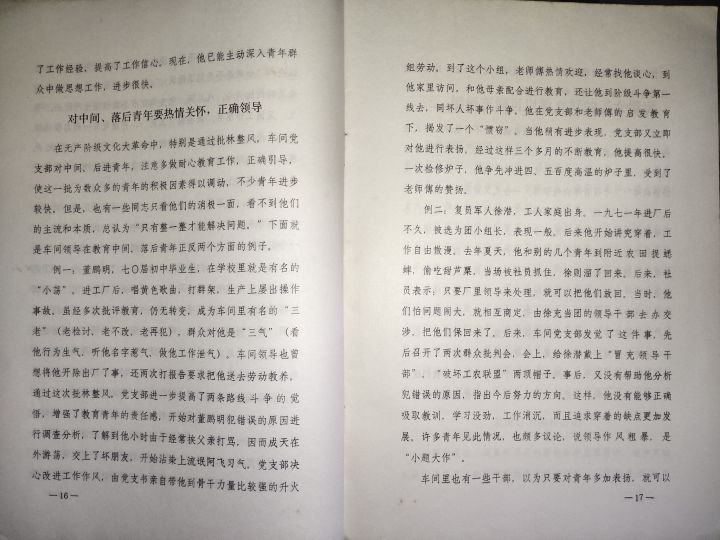 了工作经验，提高了工作信心。现在，他已能主动深入青年群
众中做思想工作，进步很快。
对中间、落后青年要热情关怀，正确领导
在无产阶级文化大革命中，特别是通过批林整风，车间党
支部对中间、后进青年，注意多做耐心教育工作，正确引导，
使这一批为数众多的青年的积极因素得以调动，不少青年进步
较快。但是，也有一些同志只看他们的消极一面，看不到他们
的主流和本质，总认为“只有整一整才能解决问题。”下面就
是车间领导在教育中间、落后青年正反两个方面的例子。
例一：董鹏明，七〇届初中毕业生，在学校里就是有名的
“小荡”。进工厂后，唱黄色歌曲，打群架，生产上屡出操作
事故。虽经多次批评教育，仍无转变，成为车间里有名的“三
老”（老检讨、老不改、老再犯），群众对他是“三气”（看
他行为生气，听他名字惹气，做他工作泄气）。车间领导也曾
想将他开除出厂了事，还两次打报告要求把他送去劳动教养。
通过这次批林整风，党支部进一步提高了两条路线斗争的觉
悟，增强了教育青年的责任感，开始对董鹏明犯错误的原因进
行调查分析，了解到他小时由于经常挨父亲打骂，因而成天在
外游荡，交上了坏朋友，开始沾染上流氓阿飞习气。党支部决
心改进工作作风，由党支书亲自带他到骨干力量比较强的升火
—16—
组劳动。到了这个小组，老师傅热情欢迎，经常找他谈心，到
他家里访问，和他母亲配合进行教育，还让他到阶级斗争第一
线去，同坏人坏事作斗争。他在党支部和老师傅的启发教育
下，揭发了一个“惯窃”。当他稍有进步表现，党支部又立即
对他进行表扬。经过这样三个多月的不断教育，他提高很快。
一次检修炉子，他争先冲进四、五百度高温的炉子里，受到了
老师傅的赞扬。
例二：复员军人徐潜，工人家庭出身。一九七一年进厂后
不久，被选为团小组长，表现一般。后来他开始讲究穿着，工
作自由散漫。去年夏天，他和别的几个青年到附近农田捉蟋
蟀，偷吃甜芦粟，当场被社员抓住，徐则溜了回来。后来，社
员表示：只要厂里领导来处理，就可以把他们放回。当时，他
们怕问题闹大，就相互商定，由徐充当团的领导干部去办交
涉，把他们保回来了。后来，车间党支部发觉了这件事，先
后召开了两次群众批判会，会上，给徐潜戴上“冒充领导干
部”、“破坏工农联盟”两顶帽子。事后，又没有帮助他分析
犯错误的原因，指出今后努力的方向。这样，他没有能够正确
吸取教训，学习没劲，工作消沉，而且追求穿着的缺点更加发
展。许多青年见此情况，也颇多议论，说领导作风粗暴，是
“小题大作”。
车间里也有一些干部，以为只要对青年多加表扬，就可以
—17—